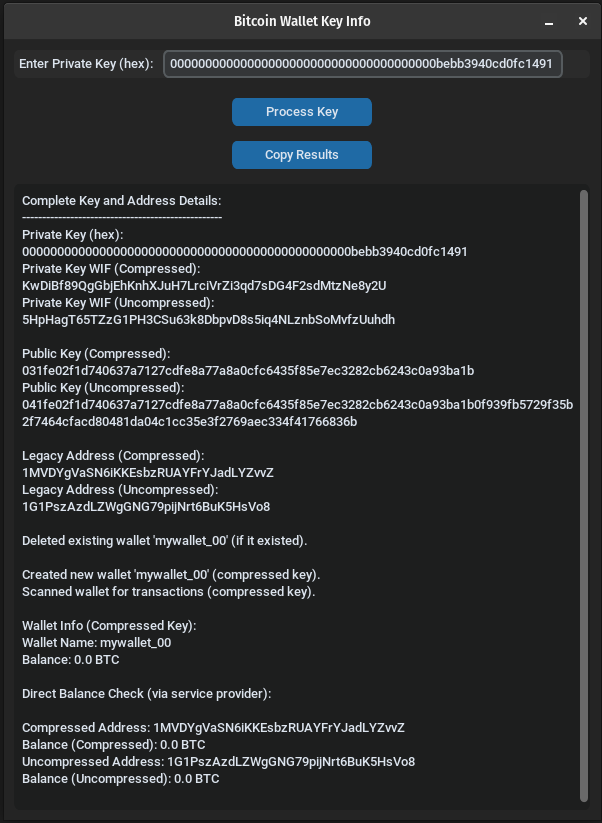 Bitcoin Wallet Key Info
Enter Private Key (hex): 00000000000000000000000000000000000000bebb3940cd0fc1491
Process Key
Copy Results
Complete Key and Address Details:
--------------------------------------------------
Private Key (hex):
000000000000000000000000000000000000000000000000bebb3940cd0fc1491
Private Key WIF (Compressed):
KwDiBf89QgGbjEhKnhXJuH7LrciVrZi3qd7sDG4F2sdMtzNe8y2U
Private Key WIF (Uncompressed):
5HpHagT65TZzG1PH3CSu63k8DbpvD8s5iq4NLznbSoMvfzUuhdh
Public Key (Compressed):
031fe02f1d740637a7127cdfe8a77a8a0cfc6435f85e7ec3282cb6243c0a93ba1b
Public Key (Uncompressed):
041fe02f1d740637a7127cdfe8a77a8a0cfc6435f85e7ec3282cb6243c0a93ba1b0f939fb5729f35b
2f7464cfacd80481da04c1cc35e3f2769aec334f41766836b
Legacy Address (Compressed):
1MVDYgVaSN6iKKEsbzRUAYFrYJadLYZvvZ
Legacy Address (Uncompressed):
1G1PszAzdLZWgGNG79pijNrt6BuK5HsVo8
Deleted existing wallet 'mywallet_00' (if it existed).
Created new wallet 'mywallet_00' (compressed key).
Scanned wallet for transactions (compressed key).
Wallet Info (Compressed Key):
Wallet Name: mywallet_00
Balance: 0.0 BTC
Direct Balance Check (via service provider):
Compressed Address: 1MVDYgVaSN6iKKEsbzRUAYFrYJadLYZvvZ
Balance (Compressed): 0.0 BTC
Uncompressed Address: 1G1PszAzdLZWgGNG79pijNrt6BuK5HsVo8
Balance (Uncompressed): 0.0 BTC